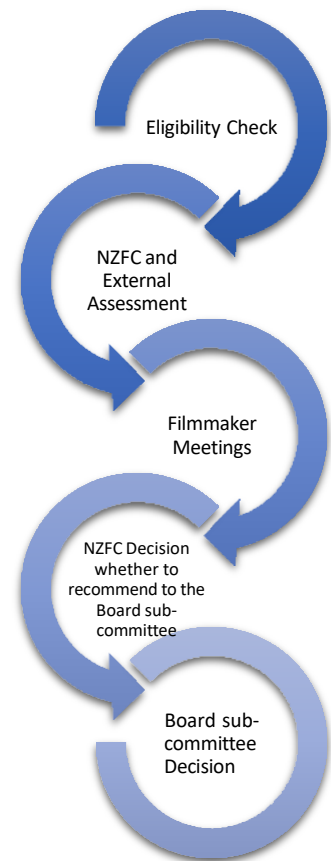 Eligibility Check
NZFC and
External
Assessment
Filmmaker
Meetings
NZFC Decision
whether to
recommend to the
Board sub-
committee
Board sub-
committee
Decision